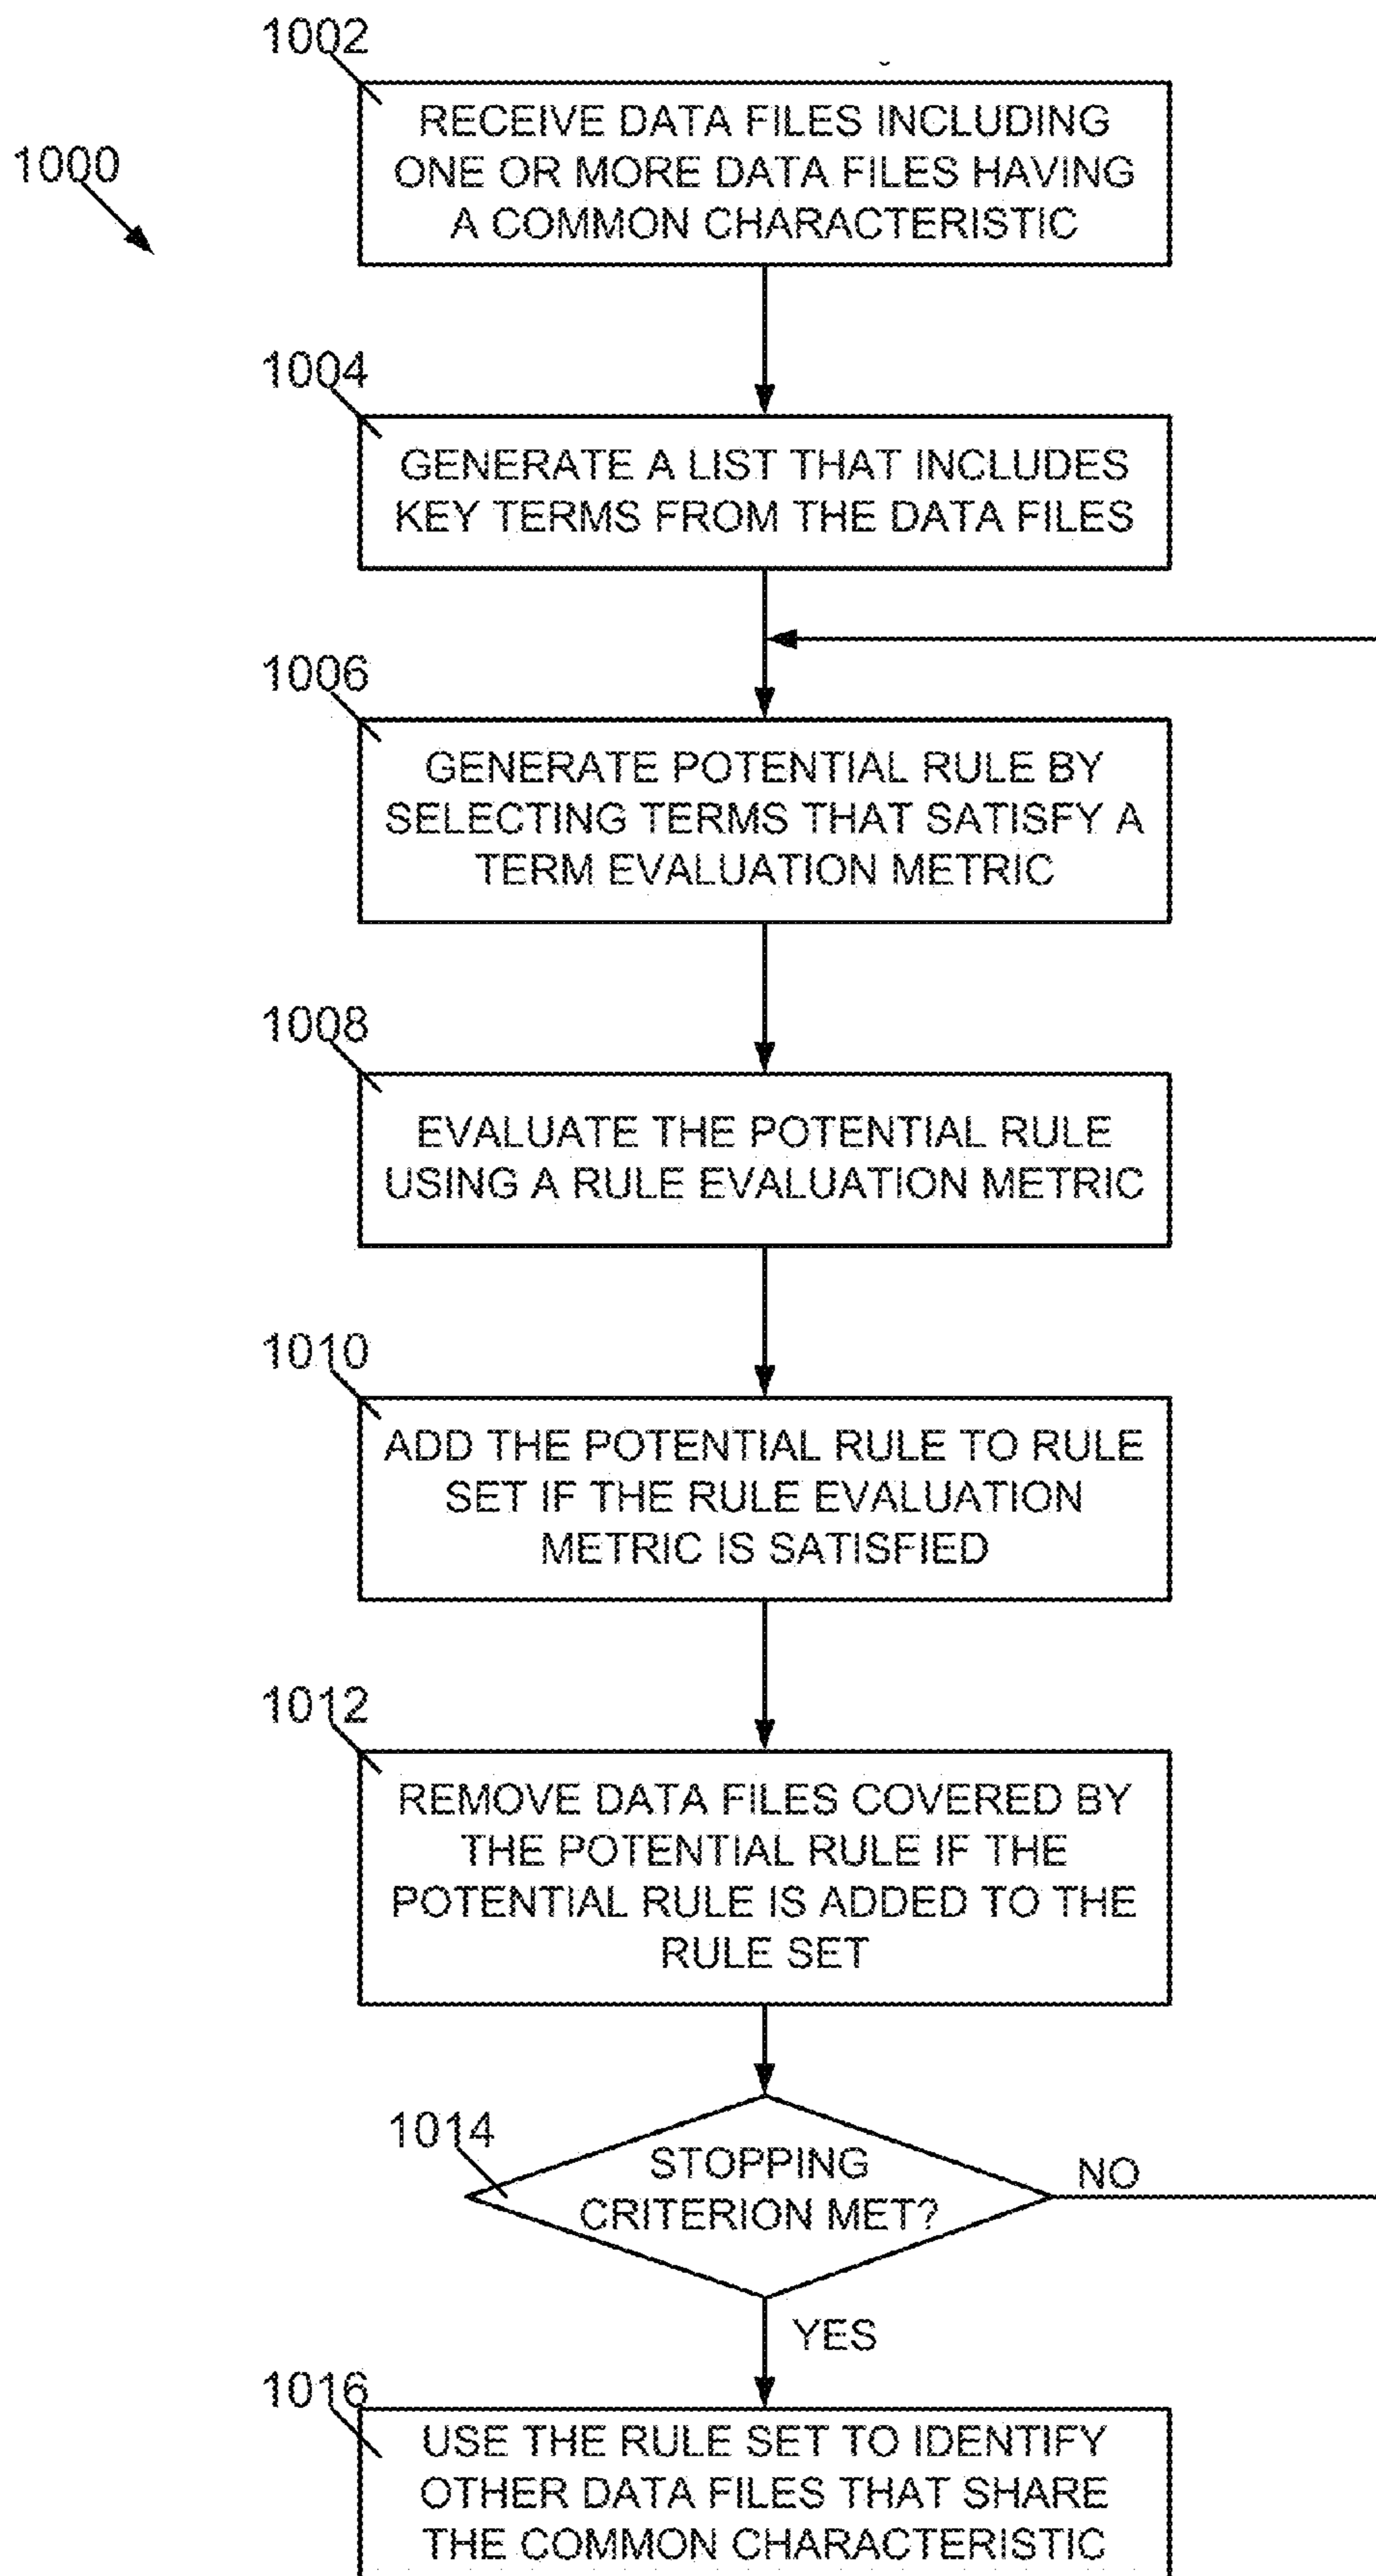 1002
RECEIVE DATA FILES INCLUDING
ONE OR MORE DATA FILES HAVING
A COMMON CHARACTERISTIC
1000
1004
GENERATE A LIST THAT INCLUDES
KEY TERMS FROM THE DATA FILES
1006
GENERATE POTENTIAL RULE BY
SELECTING TERMS THAT SATISFY A
TERM EVALUATION METRIC
1008
EVALUATE THE POTENTIAL RULE
USING A RULE EVALUATION METRIC
1010
ADD THE POTENTIAL RULE TO RULE
SET IF THE RULE EVALUATION
METRIC IS SATISFIED
1012
REMOVE DATA FILES COVERED BY
THE POTENTIAL RULE IF THE
POTENTIAL RULE IS ADDED TO THE
RULE SET
1014
STOPPING
CRITERION MET?
NO
YES
1016
USE THE RULE SET TO IDENTIFY
OTHER DATA FILES THAT SHARE
THE COMMON CHARACTERISTIC